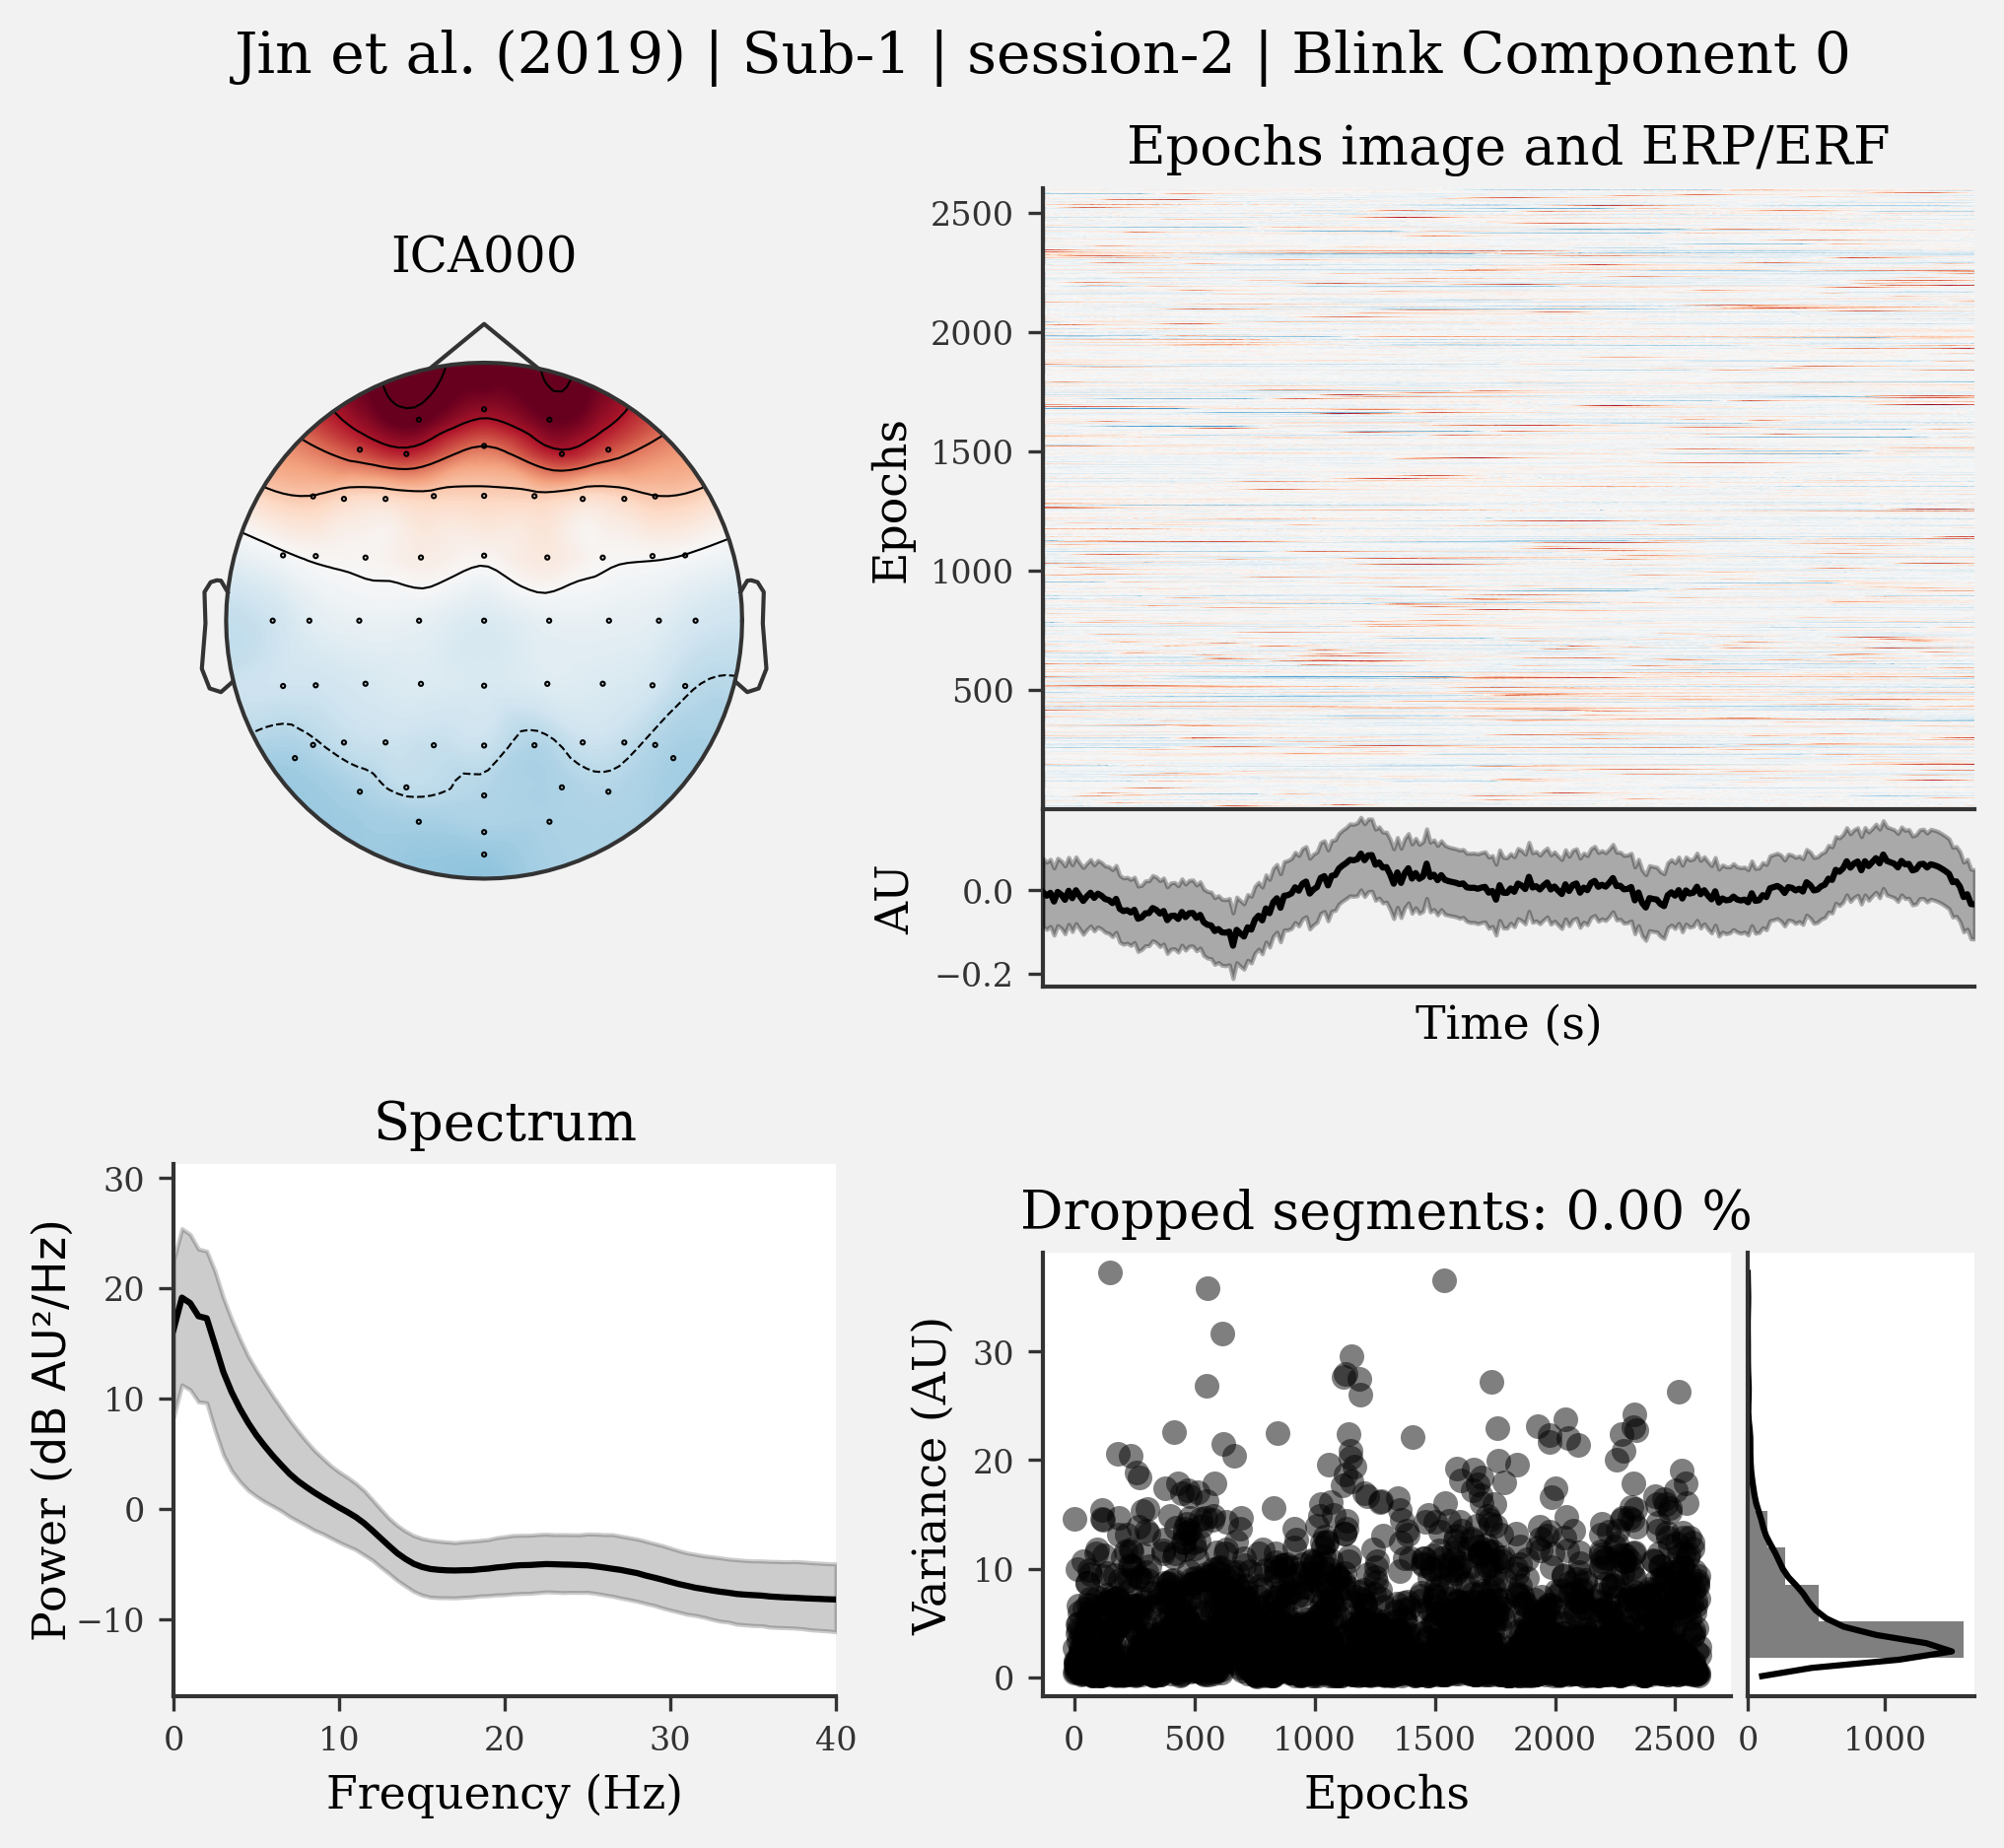 Jin et al. (2019) | Sub-1 | session-2 | Blink Component 0
ICA000
Epochs image and ERP/ERF
2500
2000
1500
1000
500
Epochs
0.0
−0.2
AU
Time (s)
Spectrum
30
20
10
0
−10
Power (dB AU²/Hz)
0 10 20 30 40
Frequency (Hz)
Dropped segments: 0.00 %
30
20
10
0
Variance (AU)
0 500 1000 1500 2000 2500
Epochs
0 1000